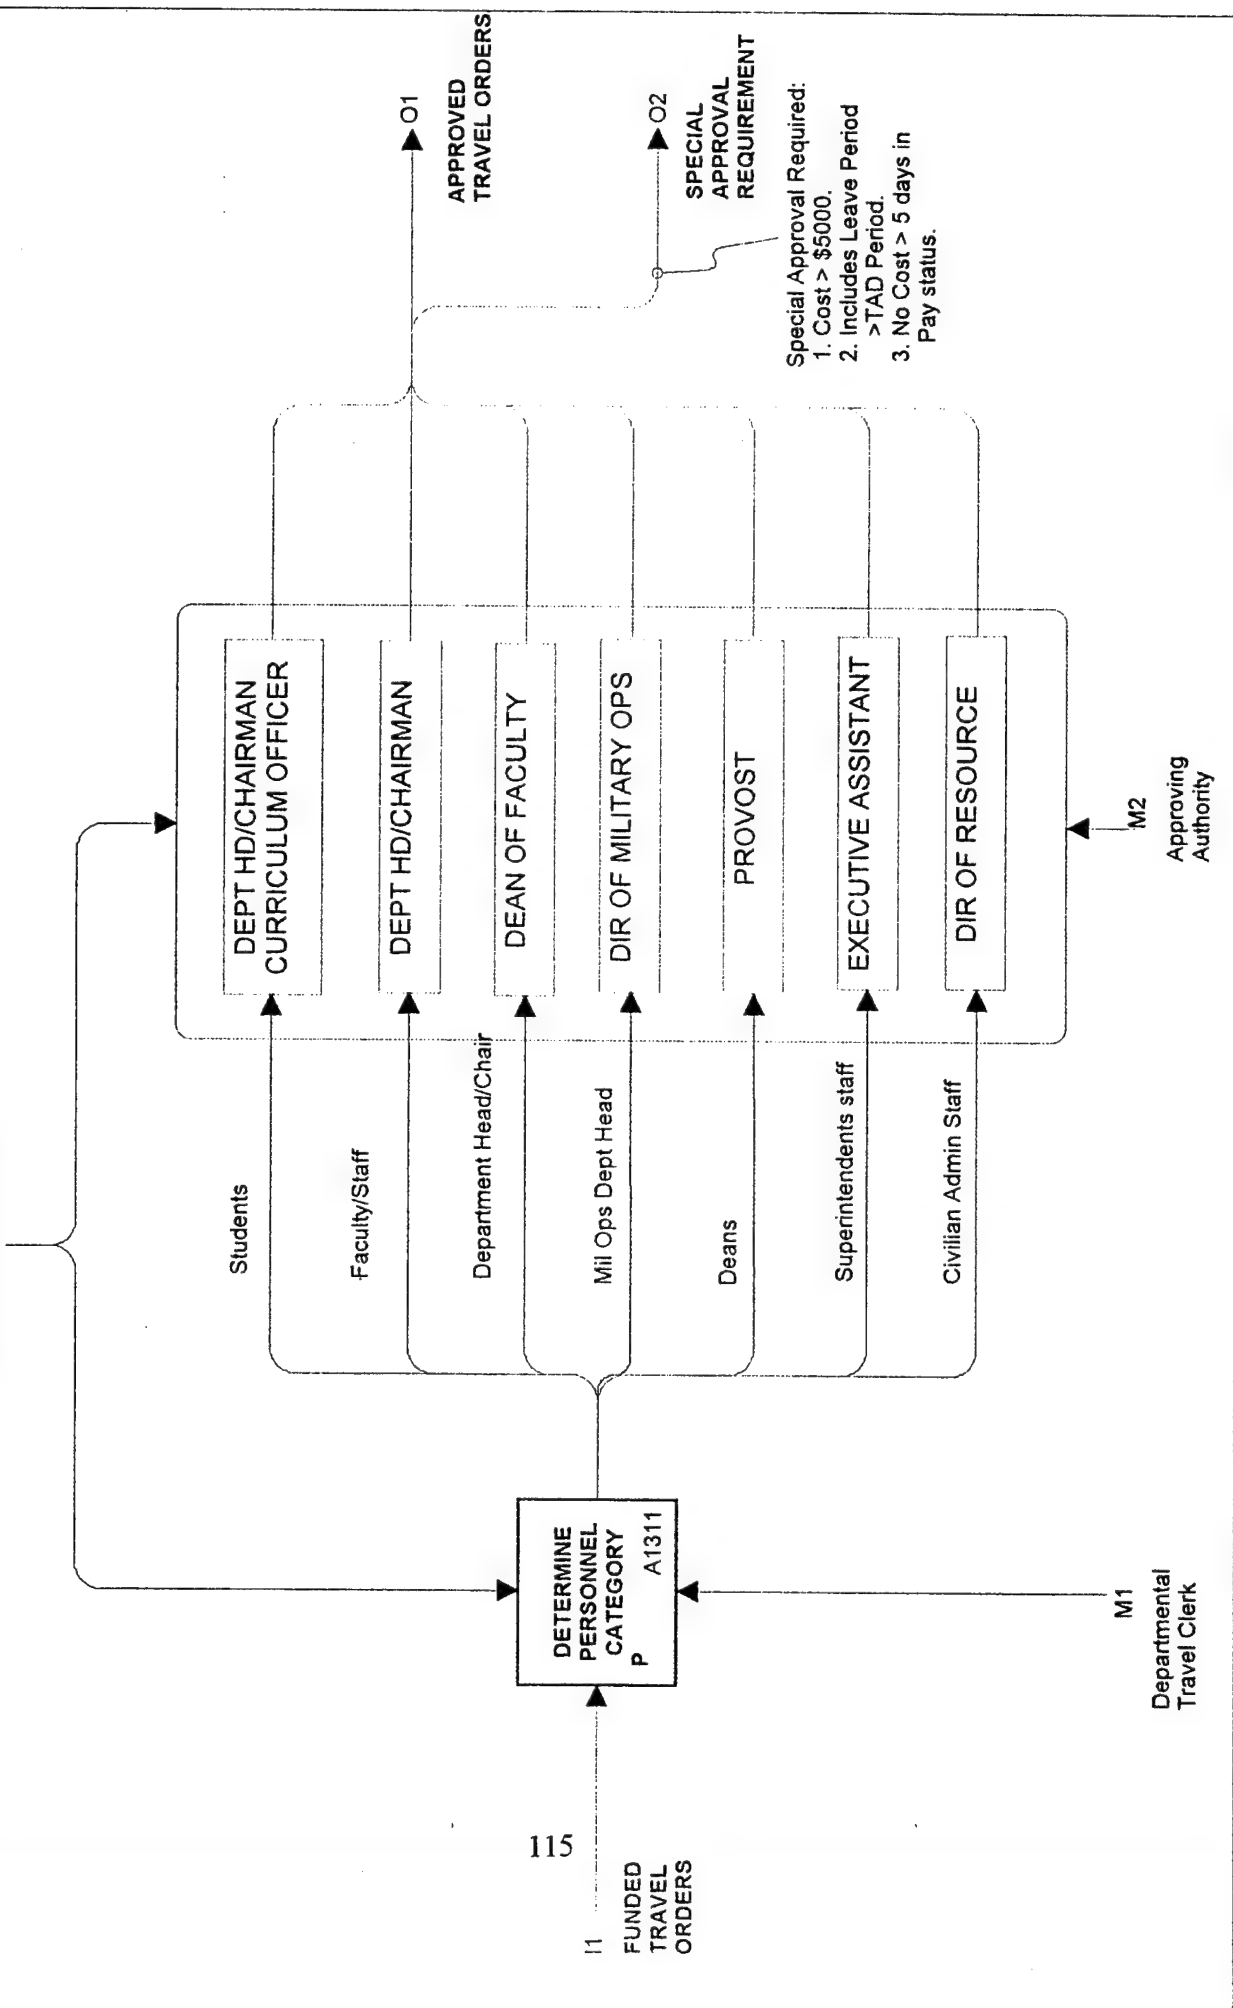 I1
FUNDED
TRAVEL
ORDERS
115
DETERMINE
PERSONNEL
CATEGORY
P
A1311
M1
Departmental
Travel Clerk
Students
Faculty/Staff
Department Head/Chair
Mil Ops Dept Head
Deans
Superintendents staff
Civilian Admin Staff
DEPT HD/CHAIRMAN
CURRICULUM OFFICER
DEPT HD/CHAIRMAN
DEAN OF FACULTY
DIR OF MILITARY OPS
PROVOST
EXECUTIVE ASSISTANT
DIR OF RESOURCE
M2
Approving
Authority
O1
APPROVED
TRAVEL ORDERS
O2
SPECIAL
APPROVAL
REQUIREMENT
Special Approval Required:
1. Cost > $5000.
2. Includes Leave Period
>TAD Period.
3. No Cost > 5 days in
Pay status.